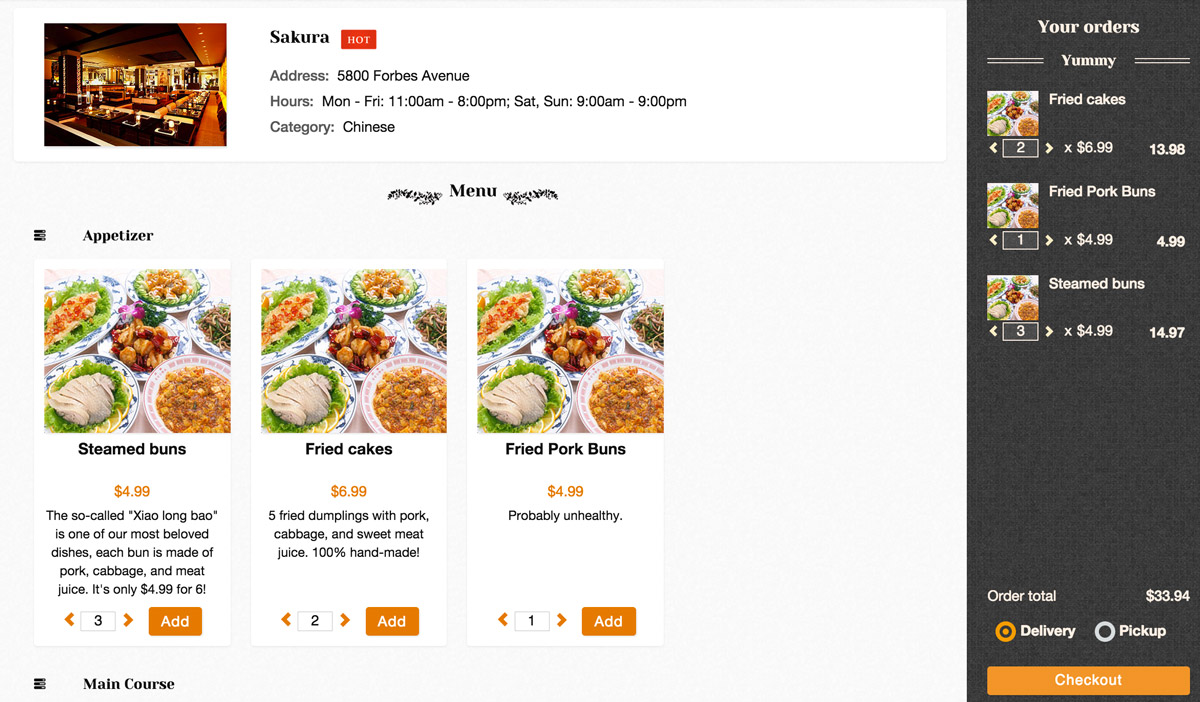 Sakura HOT
Address: 5800 Forbes Avenue
Hours: Mon - Fri: 11:00am - 8:00pm; Sat, Sun: 9:00am - 9:00pm
Category: Chinese
Menu
Appetizer
Steamed buns
$4.99
The so-called "Xiao long bao"
is one of our most beloved
dishes, each bun is made of
pork, cabbage, and meat
juice. It's only $4.99 for 6!
3 Add
Fried cakes
$6.99
5 fried dumplings with pork,
cabbage, and sweet meat
juice. 100% hand-made!
2 Add
Fried Pork Buns
$4.99
Probably unhealthy.
1 Add
Main Course
Your orders
Yummy
Fried cakes
2 x $6.99 13.98
Fried Pork Buns
1 x $4.99 4.99
Steamed buns
3 x $4.99 14.97
Order total $33.94
Delivery Pickup
Checkout